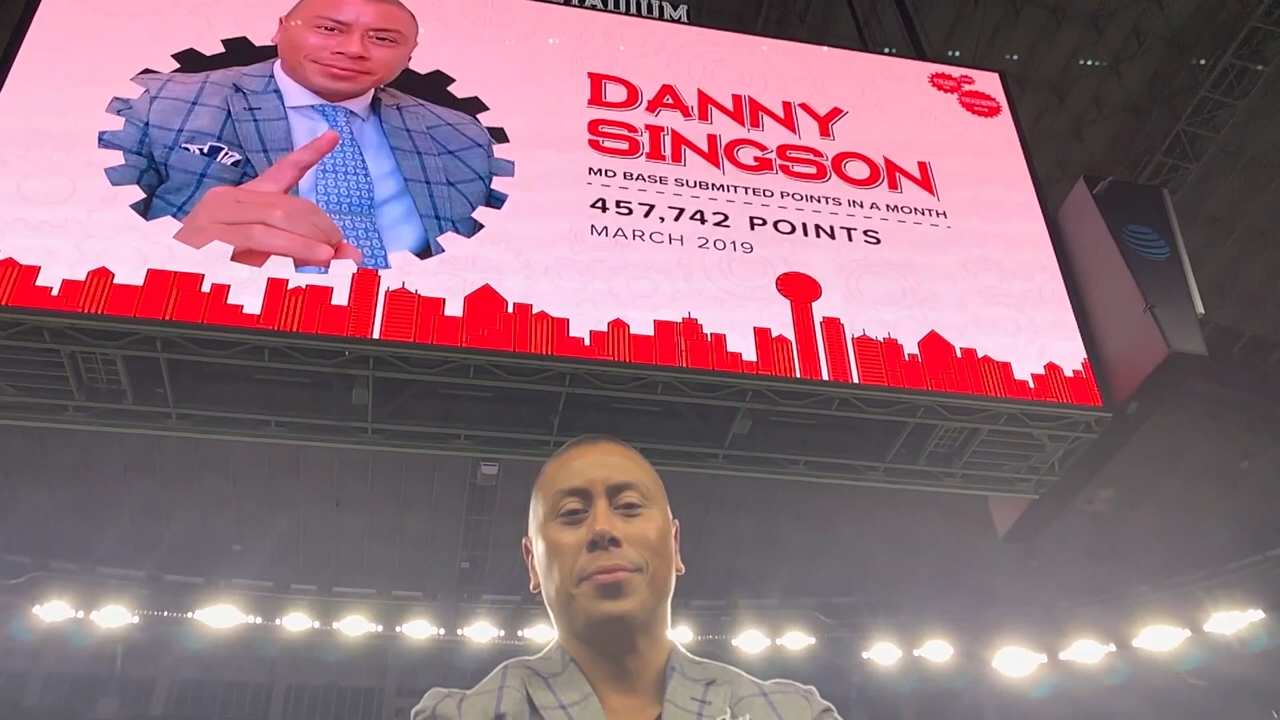 STADIUM
DANNY
SINGSON
MD BASE SUBMITTED POINTS IN A MONTH
457,742 POINTS
MARCH 2019